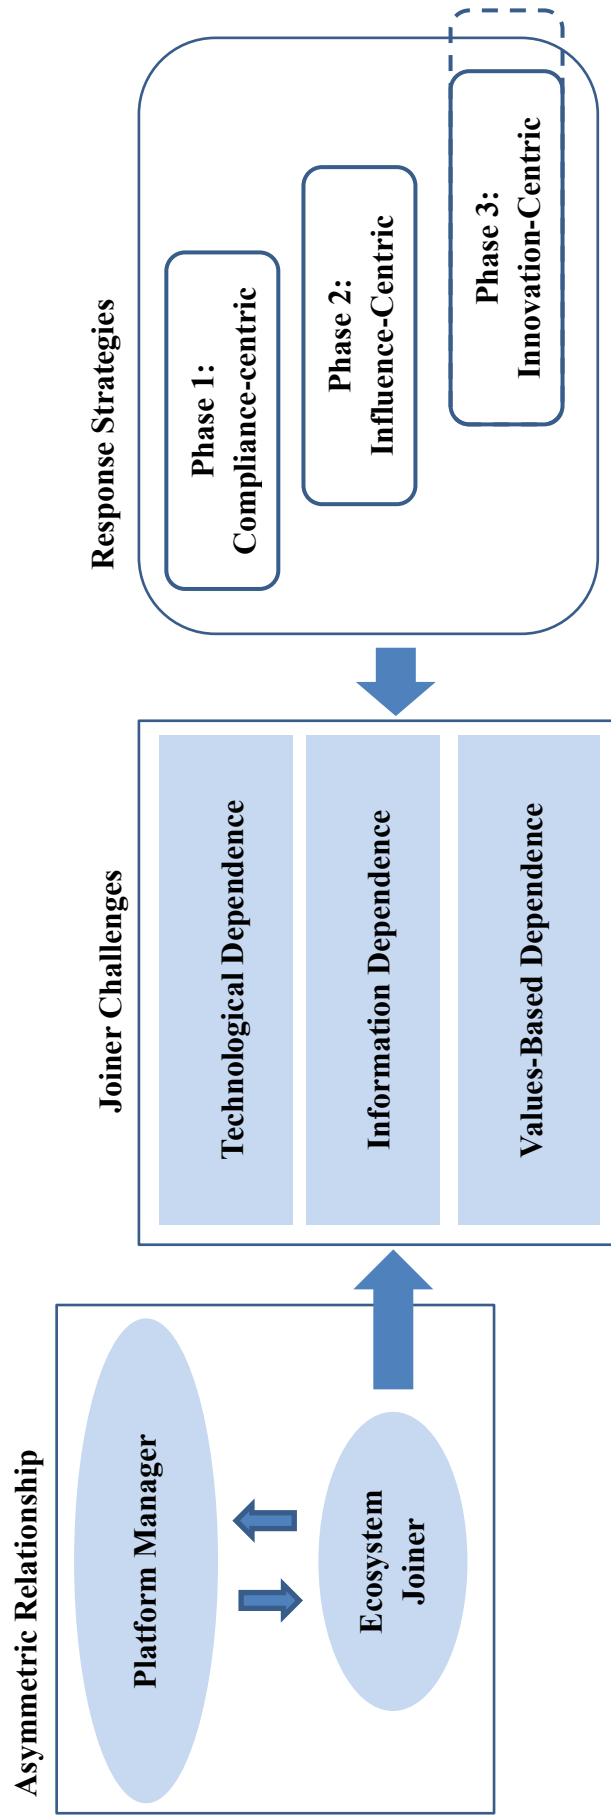 Asymmetric Relationship
Platform Manager
Ecosystem
Joiner
Joiner Challenges
Technological Dependence
Information Dependence
Values-Based Dependence
Response Strategies
Phase 1:
Compliance-centric
Phase 2:
Influence-Centric
Phase 3:
Innovation-Centric